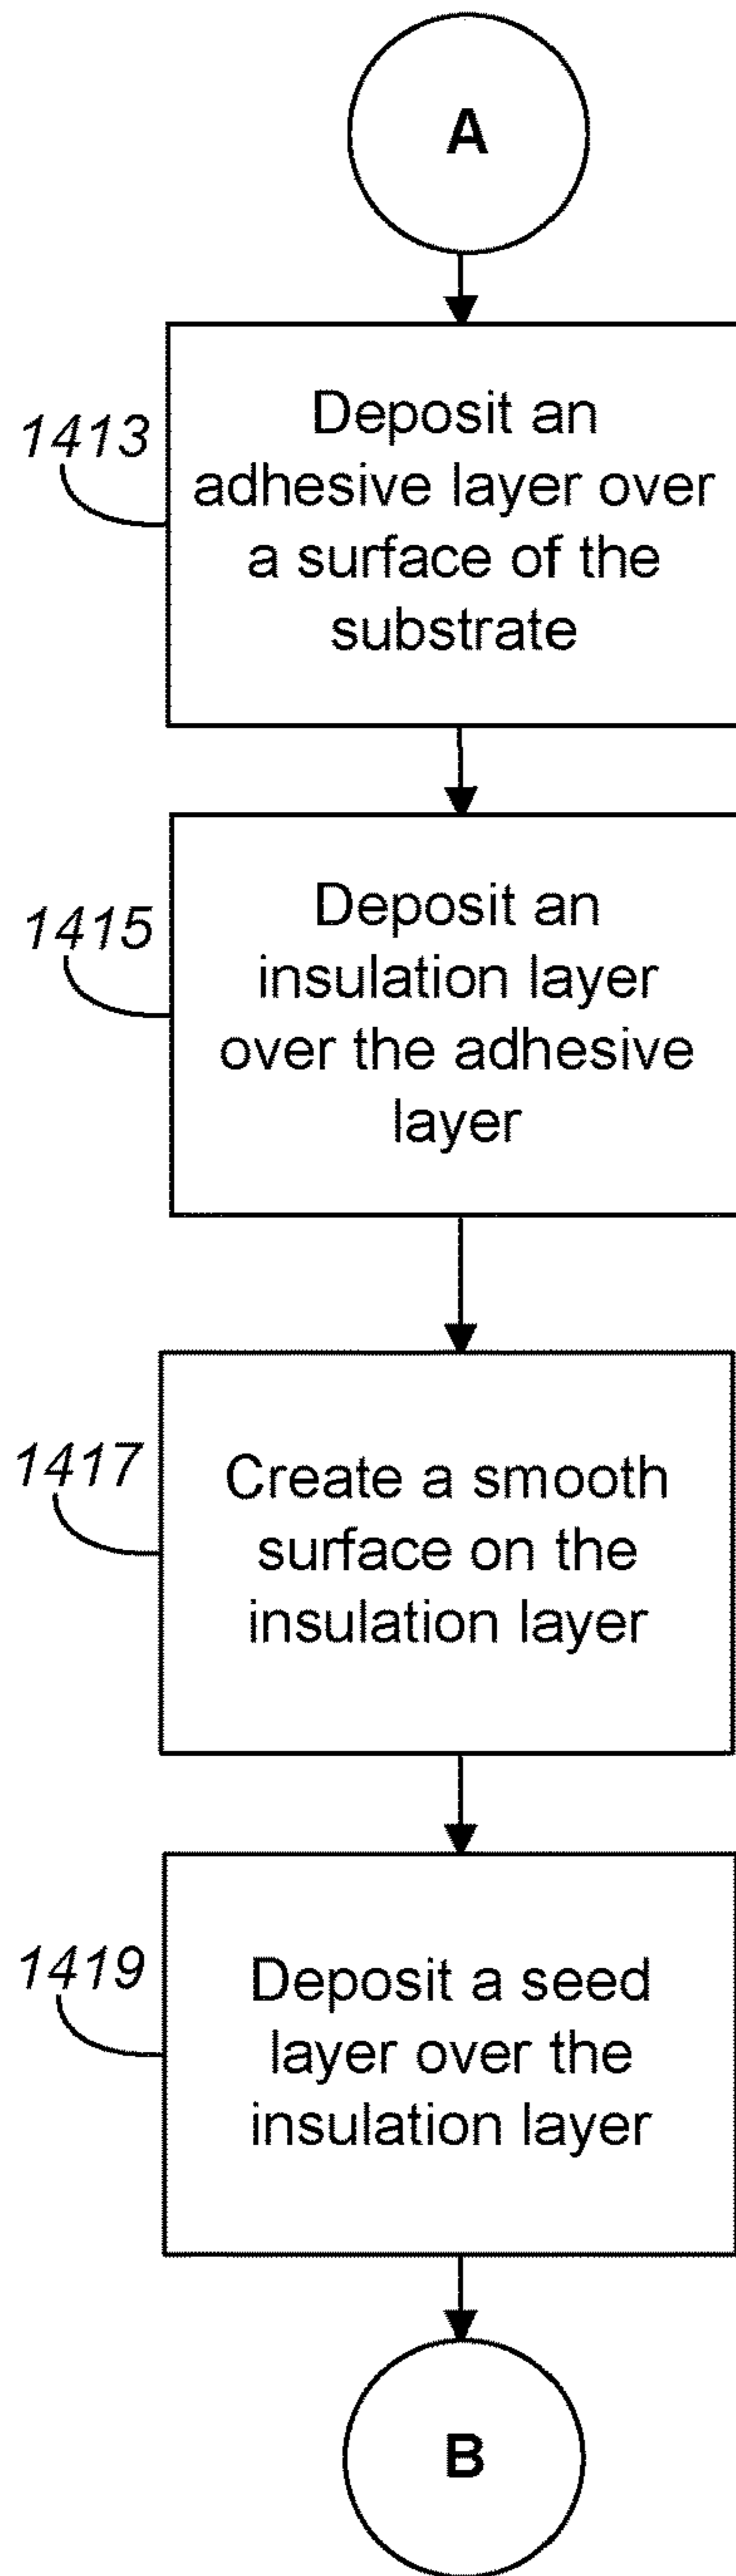 A
1413
Deposit an
adhesive layer over
a surface of the
substrate
1415
Deposit an
insulation layer
over the adhesive
layer
1417
Create a smooth
surface on the
insulation layer
1419
Deposit a seed
layer over the
insulation layer
B